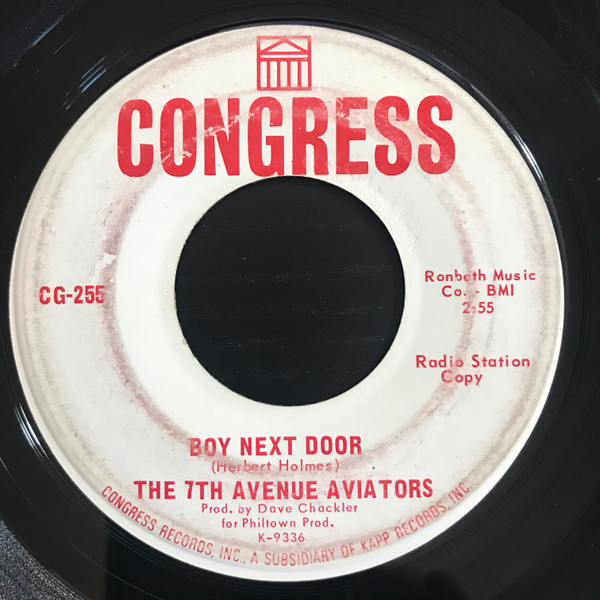 CONGRESS
CG-255
Ronbeth Music
Co. - BMI
2:55
Radio Station
Copy
BOY NEXT DOOR
(Herbert Holmes)
THE 7TH AVENUE AVIATORS
Prod. by Dave Chackler
for Philtown Prod.
K-9336
CONGRESS RECORDS, INC., A SUBSIDIARY OF KAPP RECORDS INC.